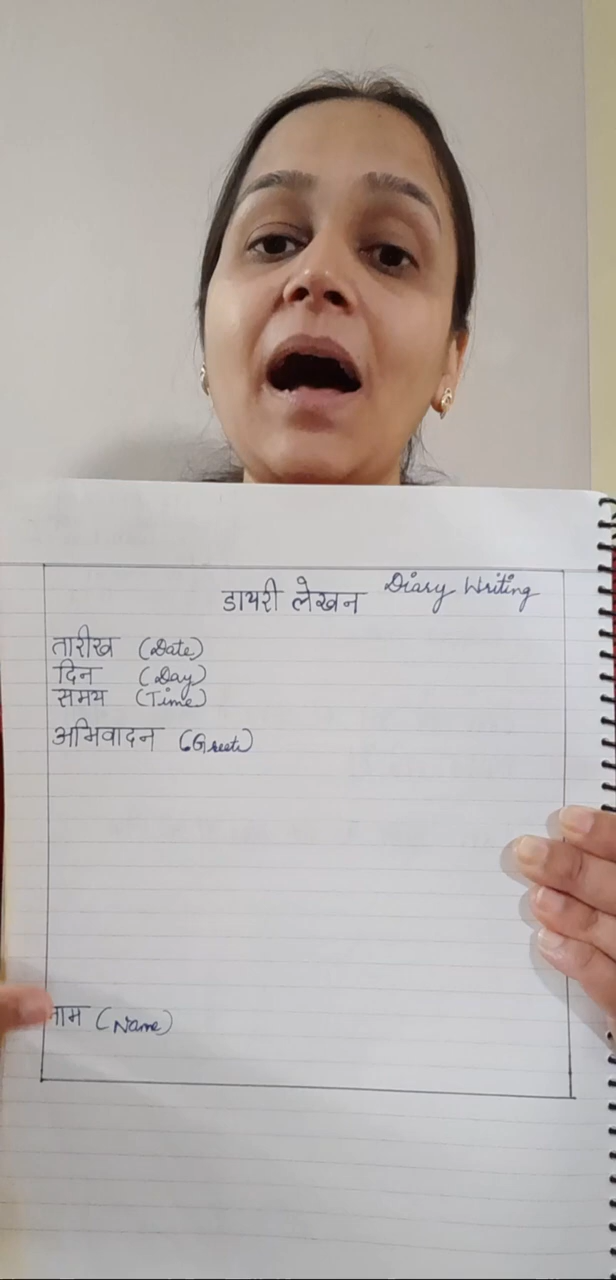 डायरी लेखन Diary Writing
तारीख (Date)
दिन (Day)
समय (Time)
अभिवादन (Greet)
नाम (Name)